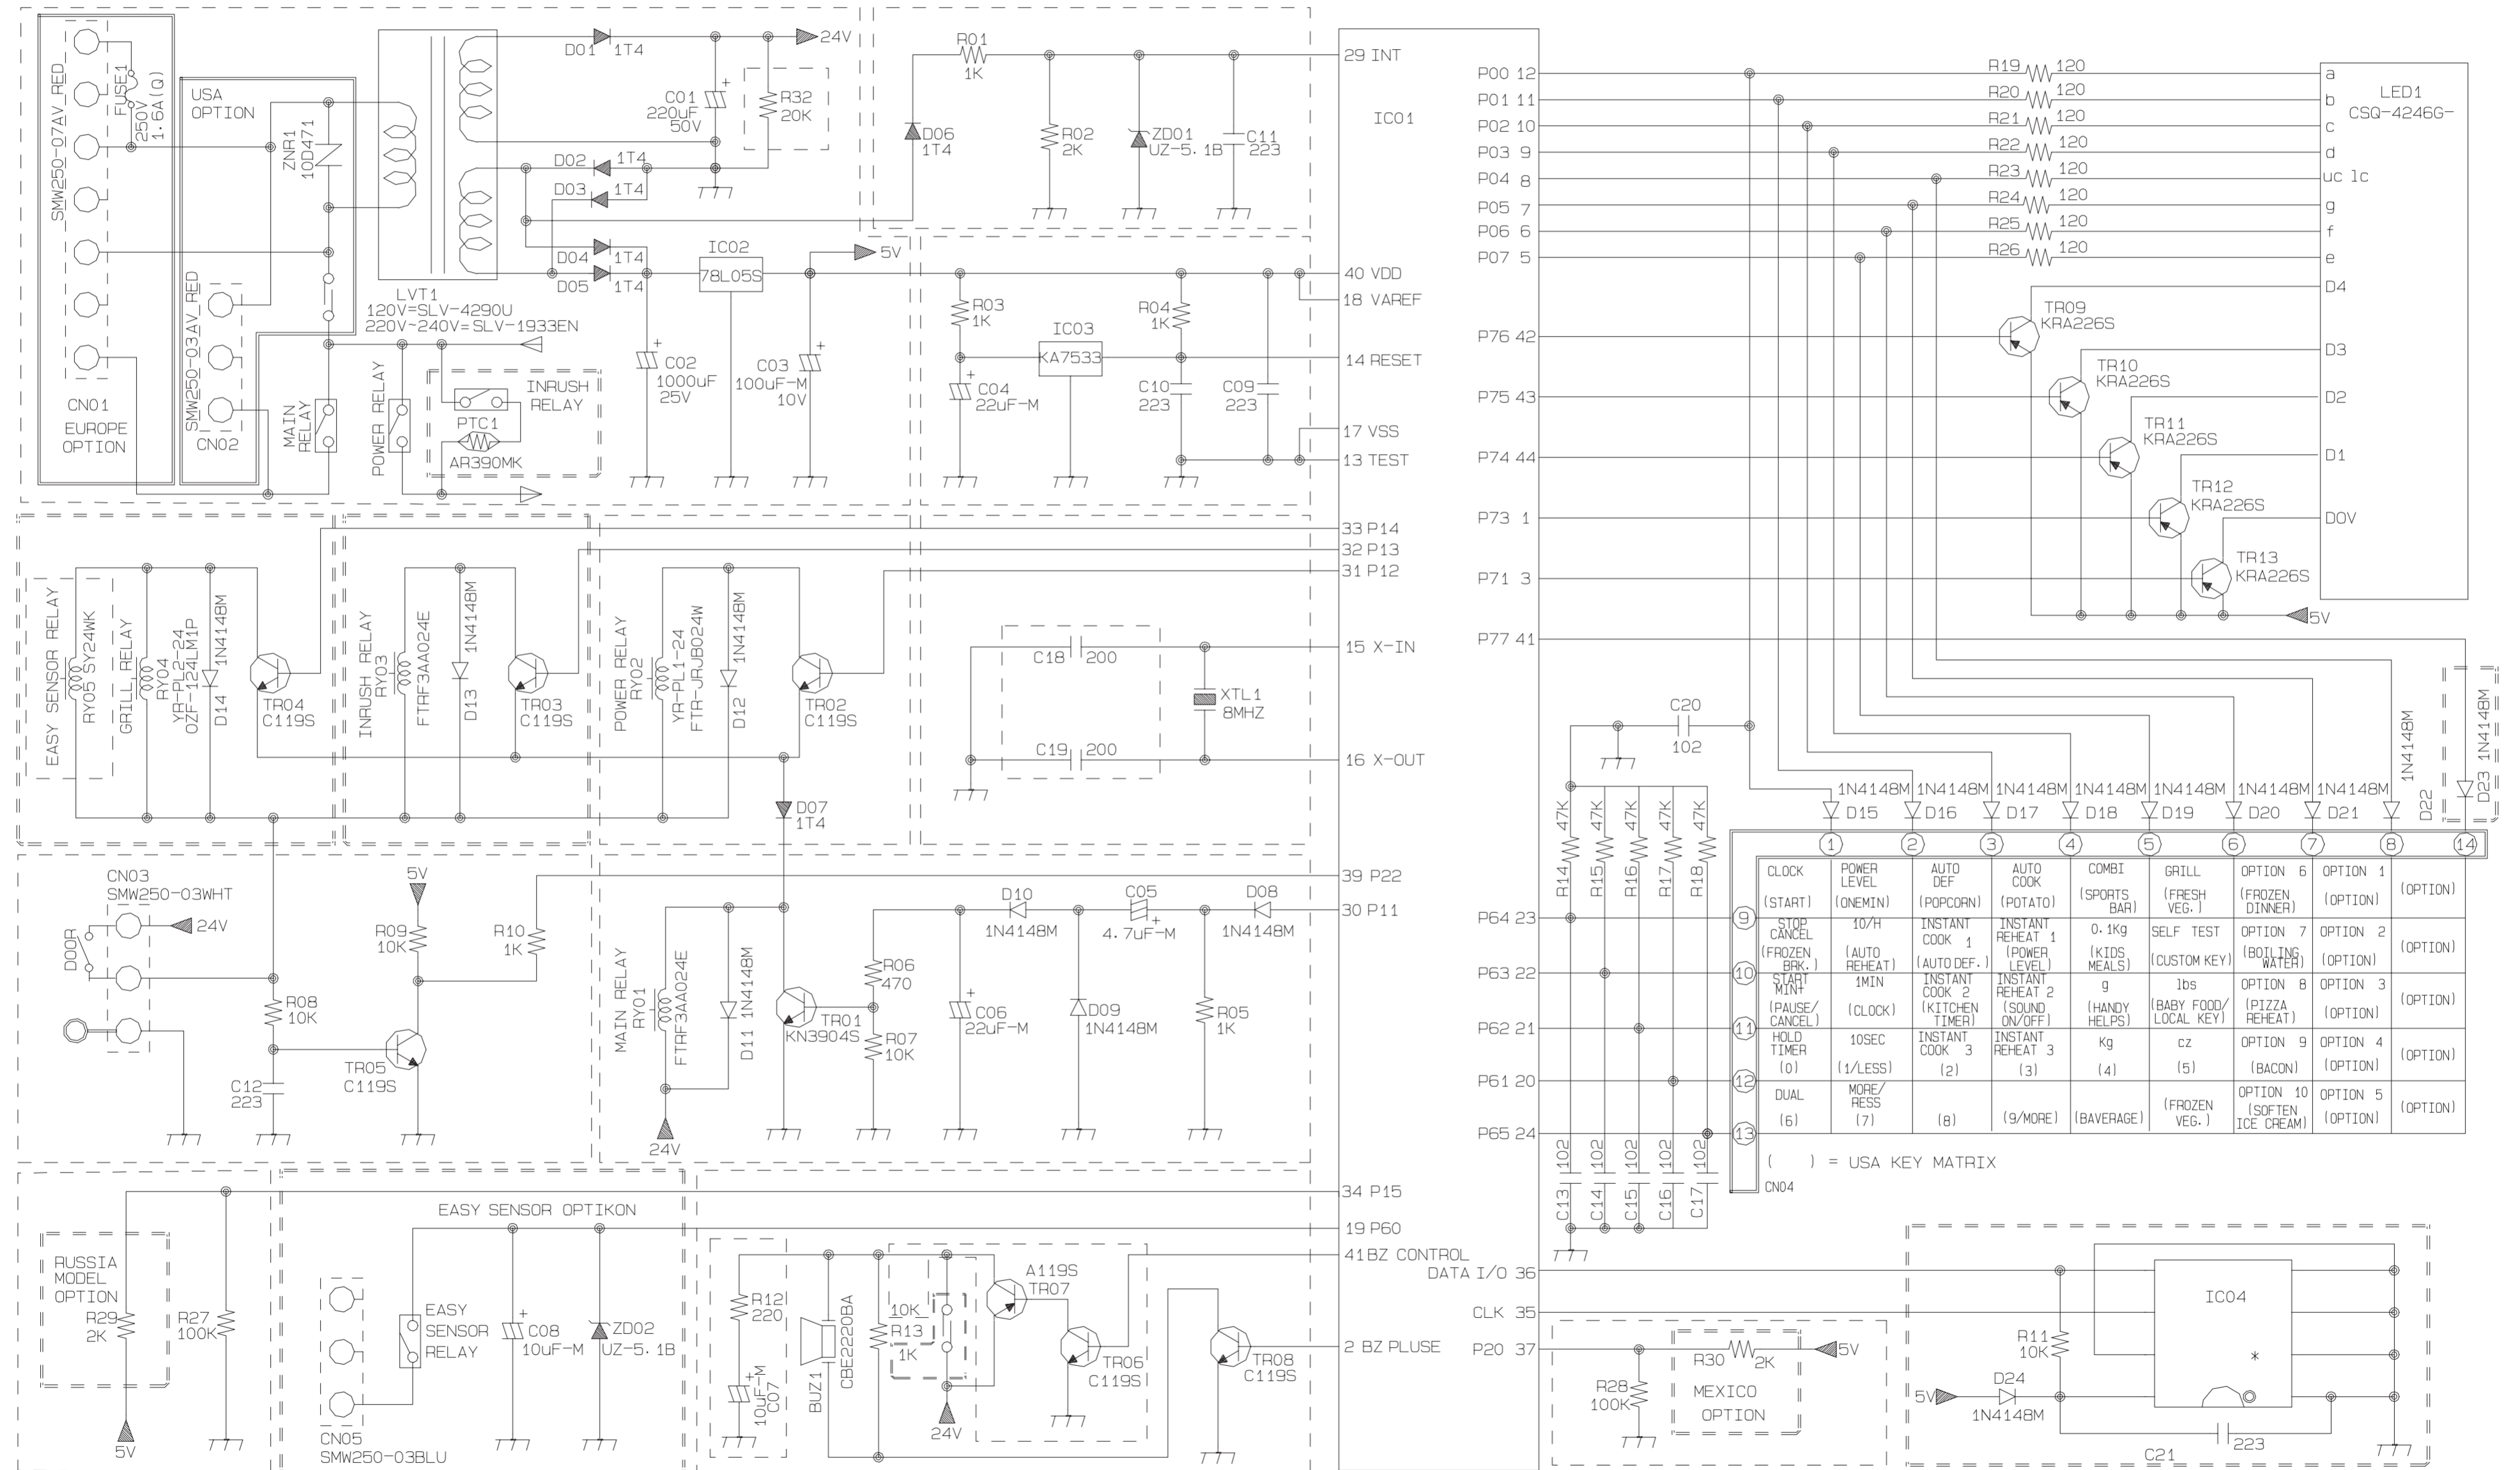 SMW250-07AV_RED
FUSE1
250V
1.6A(Q)
CN01
EUROPE
OPTION
USA
OPTION
ZNR1
10D471
SMW250-03.AV_RED
CN02
MAIN
RELAY
POWER RELAY
INRUSH
RELAY
PTC1
AR390MK
LVT1
120V=SLV-4290U
220V~240V=SLV-1933EN
D01 1T4
24V
C01
220uF
50V
R32
20K
D02 1T4
D03 1T4
D04 1T4
D05 1T4
IC02
78L05S
5V
C02
1000uF
25V
C03
100uF-M
10V
R01
1K
D06
1T4
R02
2K
ZD01
UZ-5.1B
C11
223
R03
1K
IC03
KA7533
R04
1K
C04
22uF-M
C10
223
C09
223
29 INT
IC01
40 VDD
18 VAREF
14 RESET
17 VSS
13 TEST
33 P14
32 P13
31 P12
15 X-IN
16 X-OUT
39 P22
30 P11
34 P15
19 P60
41 BZ CONTROL
2 BZ PLUSE
P00 12
P01 11
P02 10
P03 9
P04 8
P05 7
P06 6
P07 5
P76 42
P75 43
P74 44
P73 1
P71 3
P77 41
P64 23
P63 22
P62 21
P61 20
P65 24
DATA I/O 36
CLK 35
P20 37
R19 120
R20 120
R21 120
R22 120
R23 120
R24 120
R25 120
R26 120
a
b
c
d
uc lc
g
f
e
D4
D3
D2
D1
DOV
LED1
CSQ-4246G-
TR09
KRA226S
TR10
KRA226S
TR11
KRA226S
TR12
KRA226S
TR13
KRA226S
5V
EASY SENSOR RELAY
RY05 SY24WK
GRILL RELAY
RY04
YR-PL2-24
OZF-124LM1P
D14 1N4148M
TR04
C119S
INRUSH RELAY
RY03
FTRF3AA024E
D13 1N4148M
TR03
C119S
POWER RELAY
RY02
YR-PL1-24
FTR-JRJB024W
D12 1N4148M
TR02
C119S
D07
1T4
C18 200
C19 200
XTL1
8MHZ
CN03
SMW250-03WHT
24V
DOOR
R08
10K
C12
223
5V
R09
10K
R10
1K
TR05
C119S
MAIN RELAY
RY01
FTRF3AA024E
D11 1N4148M
24V
TR01
KN3904S
R06
470
R07
10K
D10
1N4148M
C06
22uF-M
C05
4.7uF-M
D09
1N4148M
D08
1N4148M
R05
1K
C20
102
R14 47K
R15 47K
R16 47K
R17 47K
R18 47K
C13 102
C14 102
C15 102
C16 102
C17 102
1N4148M 1N4148M 1N4148M 1N4148M 1N4148M 1N4148M 1N4148M
D15 D16 D17 D18 D19 D20 D21
D22 1N4148M
D23 1N4148M
1 2 3 4 5 6 7 8 14
9
CLOCK (START)
POWER LEVEL (ONEMIN)
AUTO DEF (POPCORN)
AUTO COOK (POTATO)
COMBI (SPORTS BAR)
GRILL (FRESH VEG.)
OPTION 6 (FROZEN DINNER)
OPTION 1 (OPTION)
(OPTION)
10
STOP CANCEL (FROZEN BRK.)
10/H (AUTO REHEAT)
INSTANT COOK 1 (AUTO DEF.)
INSTANT REHEAT 1 (POWER LEVEL)
0.1Kg (KIDS MEALS)
SELF TEST (CUSTOM KEY)
OPTION 7 (BOILING WATER)
OPTION 2 (OPTION)
(OPTION)
11
START MIN+ (PAUSE/ CANCEL)
1MIN (CLOCK)
INSTANT COOK 2 (KITCHEN TIMER)
INSTANT REHEAT 2 (SOUND ON/OFF)
g (HANDY HELPS)
lbs (BABY FOOD/ LOCAL KEY)
OPTION 8 (PIZZA REHEAT)
OPTION 3 (OPTION)
(OPTION)
12
HOLD TIMER (0)
10SEC (1/LESS)
INSTANT COOK 3 (2)
INSTANT REHEAT 3 (3)
Kg (4)
cz (5)
OPTION 9 (BACON)
OPTION 4 (OPTION)
(OPTION)
13
DUAL (6)
MORE/ RESS (7)
(8)
(9/MORE)
(BAVERAGE)
(FROZEN VEG.)
OPTION 10 (SOFTEN ICE CREAM)
OPTION 5 (OPTION)
(OPTION)
( ) = USA KEY MATRIX
CN04
RUSSIA
MODEL
OPTION
R29
2K
5V
R27
100K
EASY SENSOR OPTIKON
EASY
SENSOR
RELAY
CN05
SMW250-03BLU
C08
10uF-M
ZD02
UZ-5.1B
R12
220
10uF-M
C07
BUZ1
CBE2220BA
10K
R13
1K
24V
A119S
TR07
TR06
C119S
TR08
C119S
R28
100K
R30 2K
5V
MEXICO
OPTION
R11
10K
D24
1N4148M
5V
IC04
*
C21 223